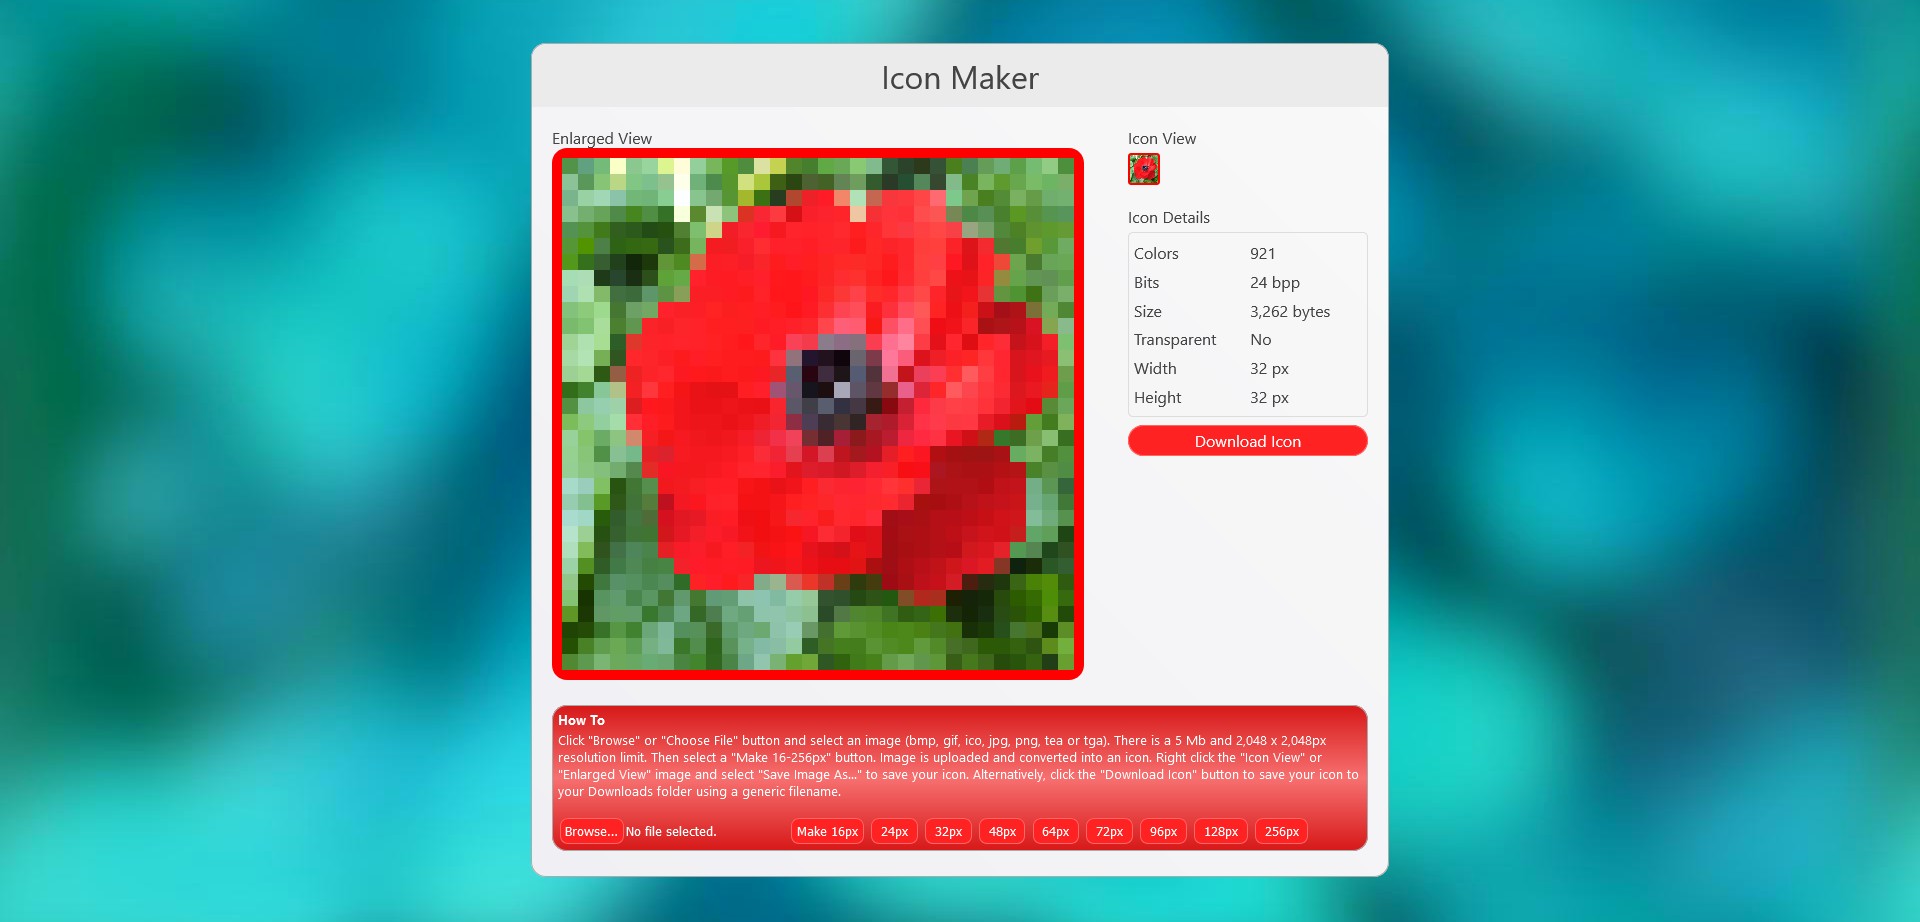 Icon Maker
Enlarged View
Icon View
Icon Details
Colors 921
Bits 24 bpp
Size 3,262 bytes
Transparent No
Width 32 px
Height 32 px
Download Icon
How To
Click "Browse" or "Choose File" button and select an image (bmp, gif, ico, jpg, png, tea or tga). There is a 5 Mb and 2,048 x 2,048px
resolution limit. Then select a "Make 16-256px" button. Image is uploaded and converted into an icon. Right click the "Icon View" or
"Enlarged View" image and select "Save Image As..." to save your icon. Alternatively, click the "Download Icon" button to save your icon to
your Downloads folder using a generic filename.
Browse... No file selected. Make 16px 24px 32px 48px 64px 72px 96px 128px 256px